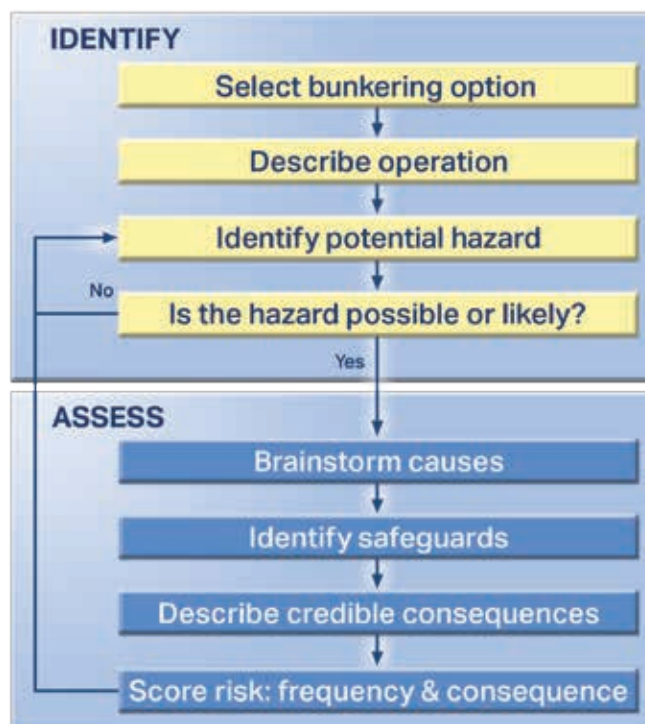 IDENTIFY
Select bunkering option
Describe operation
Identify potential hazard
No
Is the hazard possible or likely?
Yes
ASSESS
Brainstorm causes
Identify safeguards
Describe credible consequences
Score risk: frequency & consequence